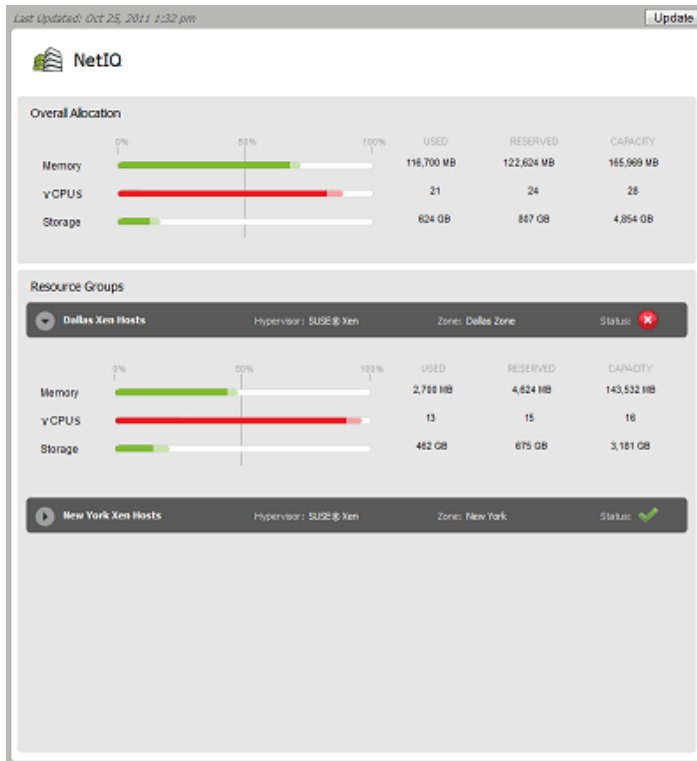 Last Updated: Oct 25, 2011 1:32 pm Update
NetIQ
Overall Allocation
0% 50% 100% USED RESERVED CAPACITY
Memory 116,700 MB 122,624 MB 165,969 MB
vCPUS 21 24 28
Storage 624 GB 807 GB 4,854 GB
Resource Groups
Dallas Xen Hosts Hypervisor: SUSE® Xen Zone: Dallas Zone Status:
0% 50% 100% USED RESERVED CAPACITY
Memory 2,700 MB 4,624 MB 143,532 MB
vCPUS 13 15 16
Storage 462 GB 675 GB 3,181 GB
New York Xen Hosts Hypervisor: SUSE® Xen Zone: New York Status: